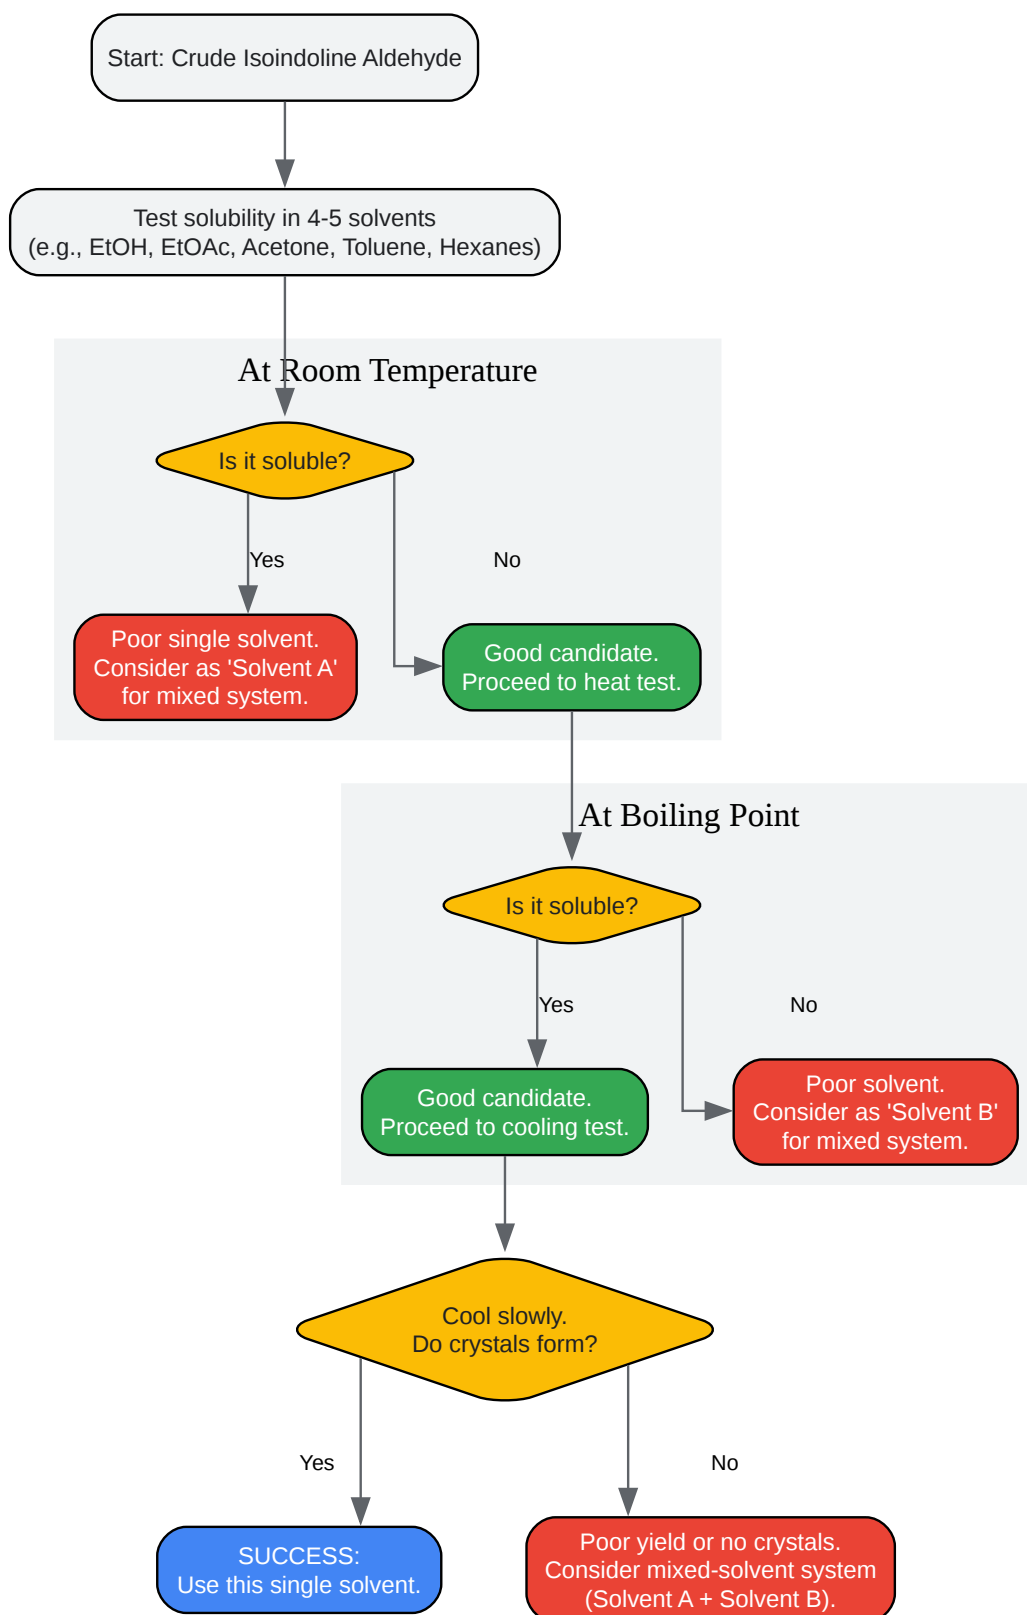 Start: Crude Isoindoline Aldehyde
Test solubility in 4-5 solvents
(e.g., EtOH, EtOAc, Acetone, Toluene, Hexanes)
At Room Temperature
Is it soluble?
Yes
No
Poor single solvent.
Consider as 'Solvent A'
for mixed system.
Good candidate.
Proceed to heat test.
At Boiling Point
Is it soluble?
Yes
No
Good candidate.
Proceed to cooling test.
Poor solvent.
Consider as 'Solvent B'
for mixed system.
Cool slowly.
Do crystals form?
Yes
No
SUCCESS:
Use this single solvent.
Poor yield or no crystals.
Consider mixed-solvent system
(Solvent A + Solvent B).